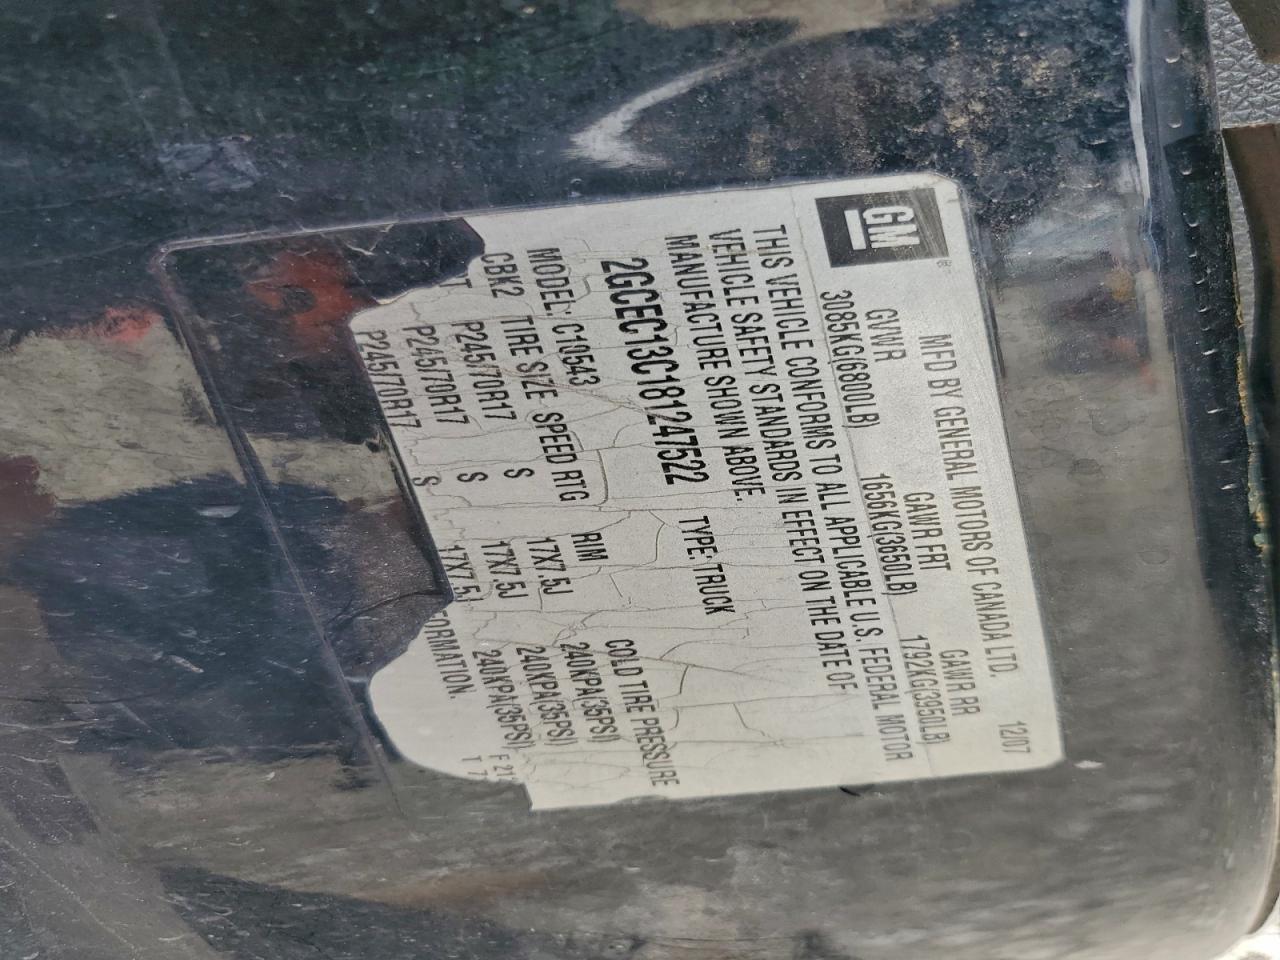 GM
MFD BY GENERAL MOTORS OF CANADA LTD. 12/07
GVWR GAWR FRT GAWR RR
3085KG(6800LB) 1656KG(3650LB) 1792KG(3950LB)
THIS VEHICLE CONFORMS TO ALL APPLICABLE U.S. FEDERAL MOTOR
VEHICLE SAFETY STANDARDS IN EFFECT ON THE DATE OF
MANUFACTURE SHOWN ABOVE.
2GCEC13C181247522 TYPE: TRUCK
MODEL: C10543
CBK2 TIRE SIZE SPEED RTG RIM COLD TIRE PRESSURE
P245/70R17 S 17X7.5J 240KPA(35PSI)
P245/70R17 S 17X7.5J 240KPA(35PSI)
P245/70R17 S 17X7.5J 240KPA(35PSI)
FORMATION.